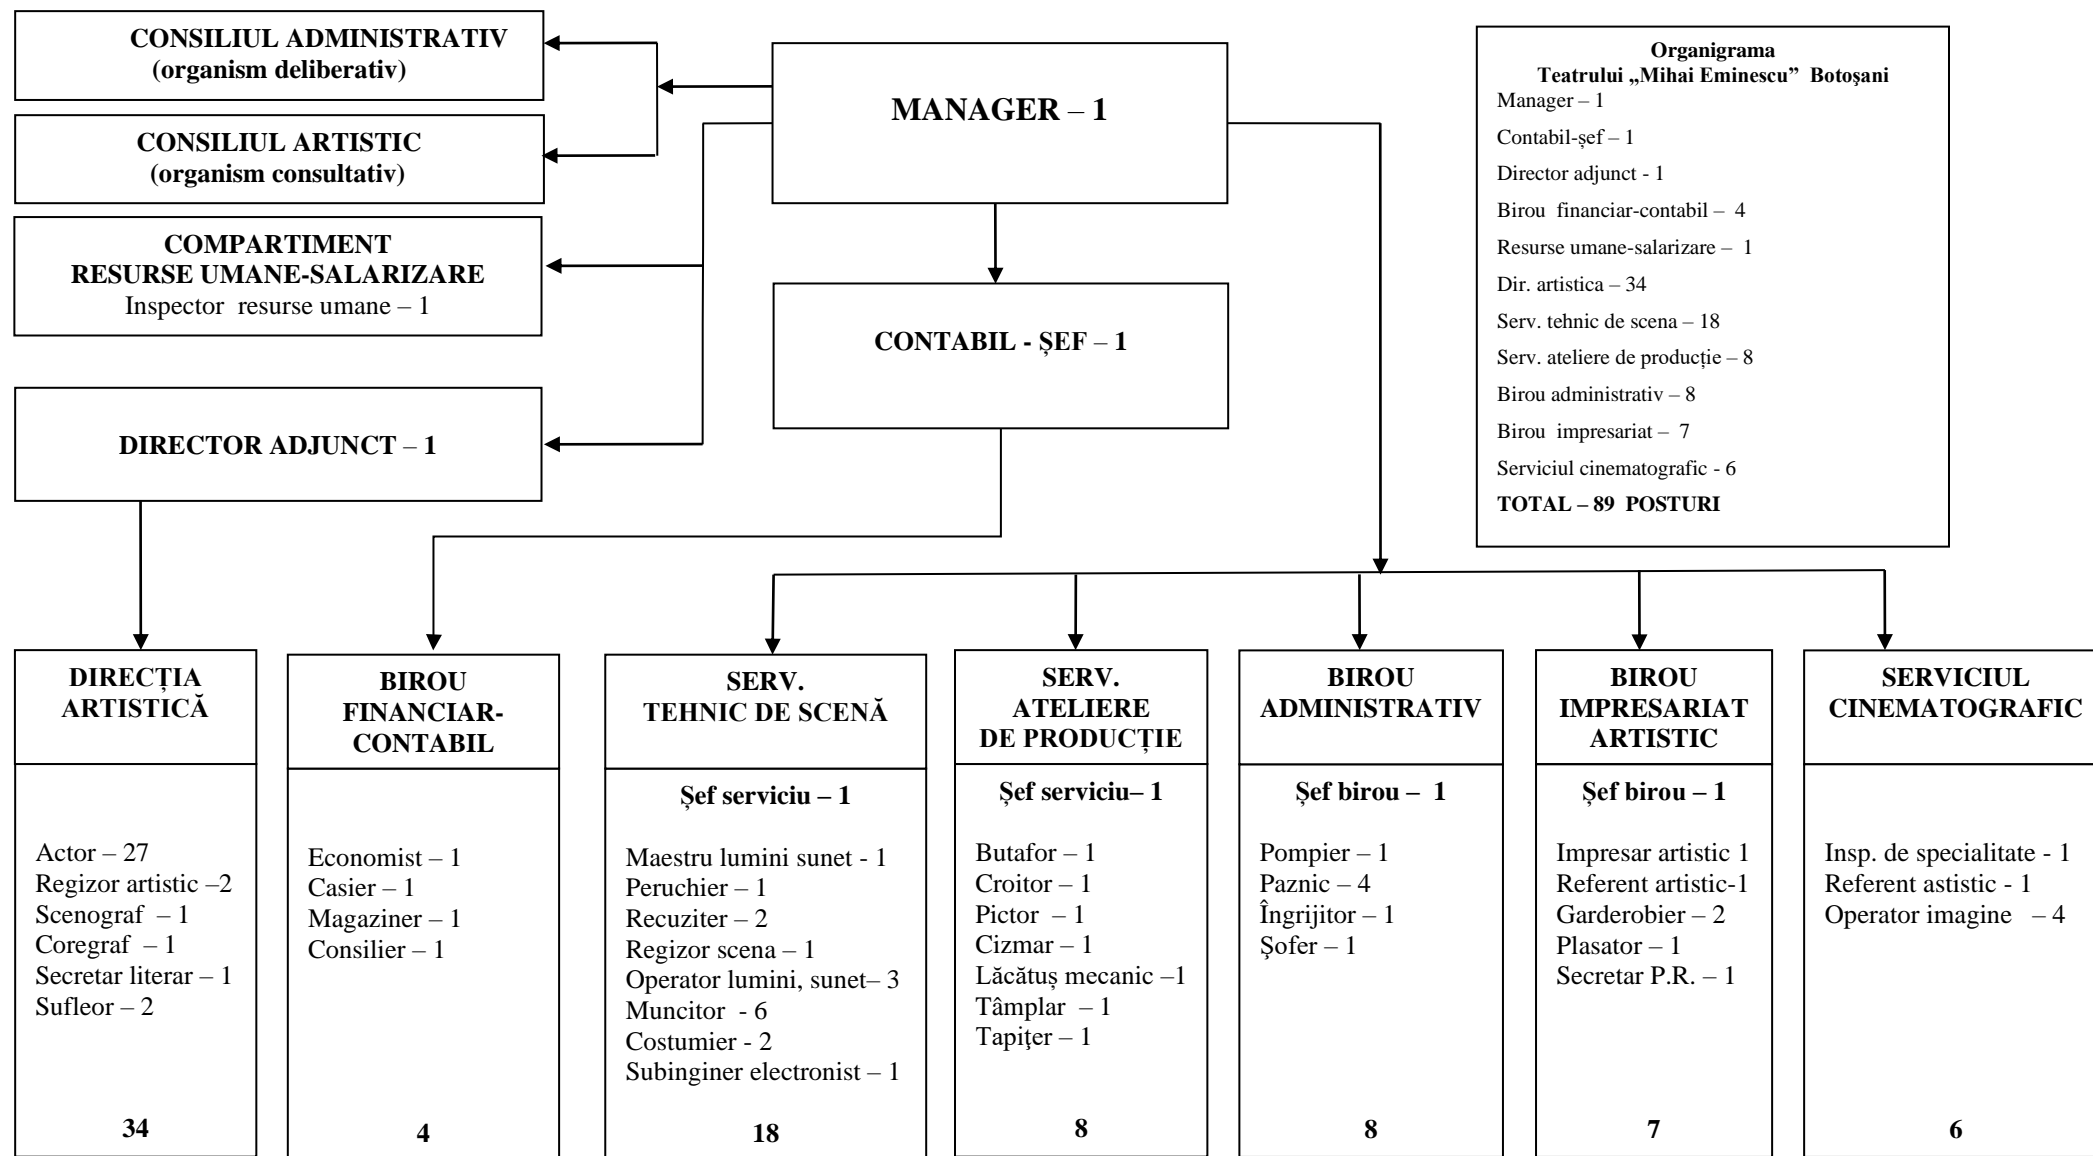 CONSILIUL ADMINISTRATIV
(organism deliberativ)
CONSILIUL ARTISTIC
(organism consultativ)
COMPARTIMENT
RESURSE UMANE-SALARIZARE
Inspector resurse umane – 1
DIRECTOR ADJUNCT – 1
MANAGER – 1
CONTABIL - ȘEF – 1
Organigrama
Teatrului „Mihai Eminescu” Botoşani
Manager – 1
Contabil-șef – 1
Director adjunct - 1
Birou financiar-contabil – 4
Resurse umane-salarizare – 1
Dir. artistica – 34
Serv. tehnic de scena – 18
Serv. ateliere de producție – 8
Birou administrativ – 8
Birou impresariat – 7
Serviciul cinematografic - 6
TOTAL – 89 POSTURI
DIRECȚIA
ARTISTICĂ
Actor – 27
Regizor artistic –2
Scenograf – 1
Coregraf – 1
Secretar literar – 1
Sufleor – 2
34
BIROU
FINANCIAR-
CONTABIL
Economist – 1
Casier – 1
Magaziner – 1
Consilier – 1
4
SERV.
TEHNIC DE SCENĂ
Șef serviciu – 1
Maestru lumini sunet - 1
Peruchier – 1
Recuziter – 2
Regizor scena – 1
Operator lumini, sunet– 3
Muncitor - 6
Costumier - 2
Subinginer electronist – 1
18
SERV.
ATELIERE
DE PRODUCȚIE
Șef serviciu– 1
Butafor – 1
Croitor – 1
Pictor – 1
Cizmar – 1
Lăcătuș mecanic –1
Tâmplar – 1
Tapiţer – 1
8
BIROU
ADMINISTRATIV
Șef birou – 1
Pompier – 1
Paznic – 4
Îngrijitor – 1
Şofer – 1
8
BIROU
IMPRESARIAT
ARTISTIC
Șef birou – 1
Impresar artistic 1
Referent artistic-1
Garderobier – 2
Plasator – 1
Secretar P.R. – 1
7
SERVICIUL
CINEMATOGRAFIC
Insp. de specialitate - 1
Referent astistic - 1
Operator imagine – 4
6